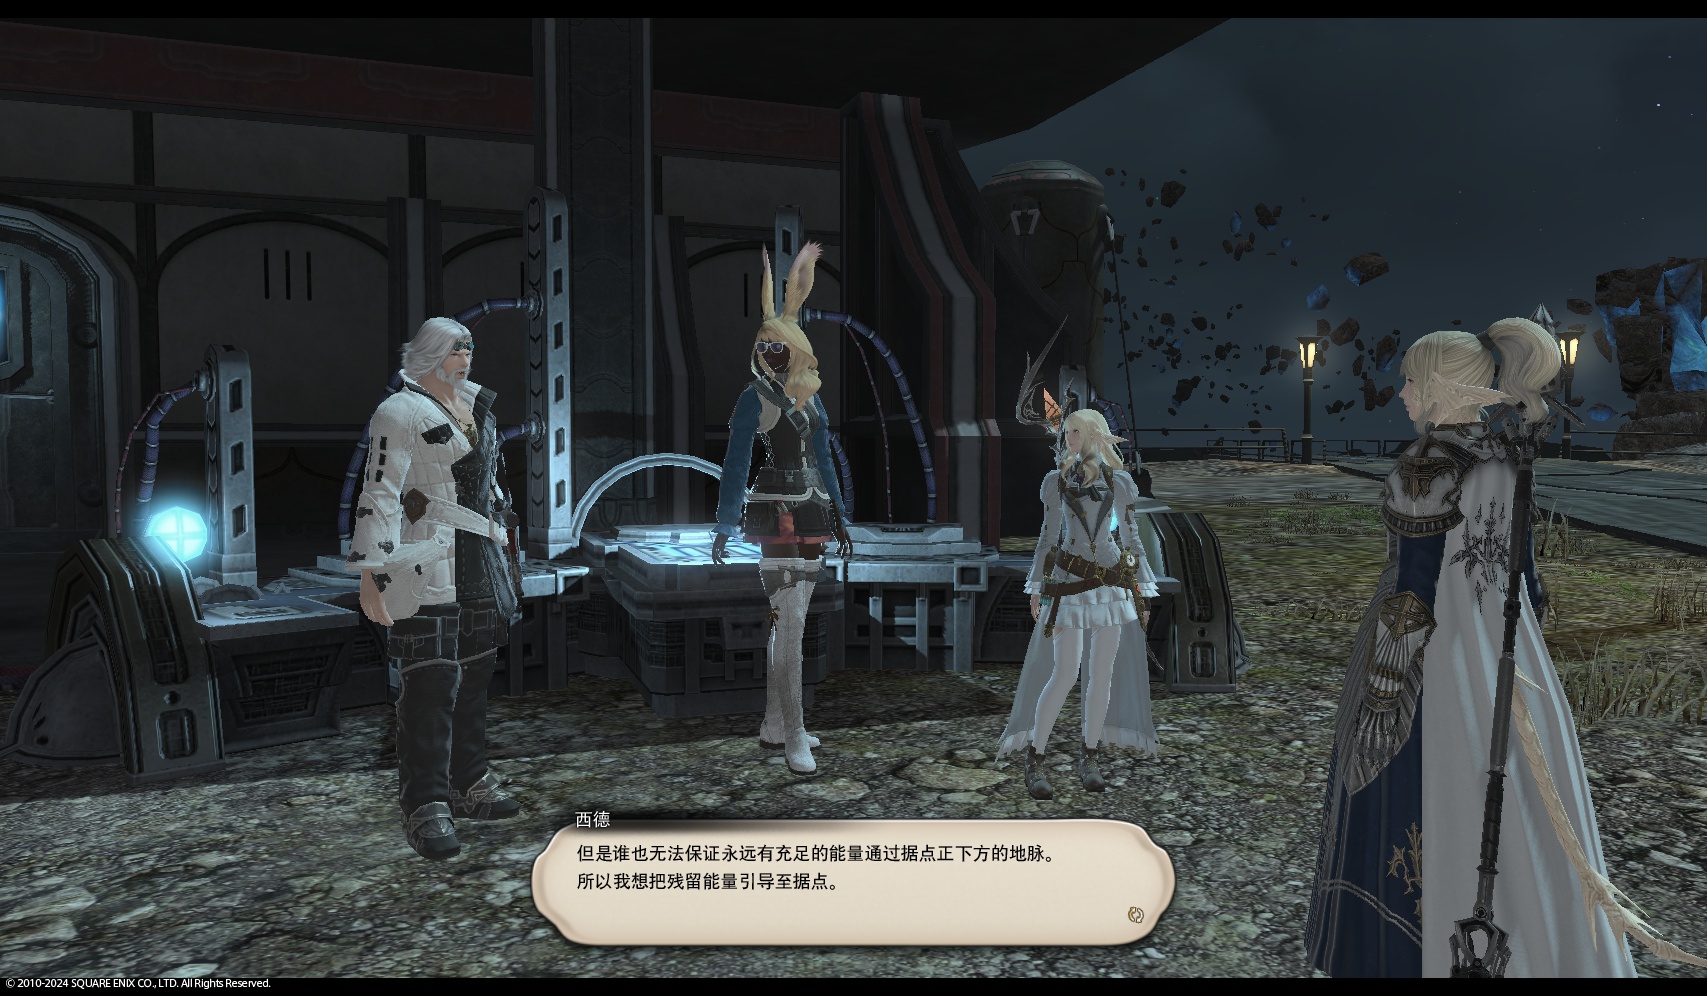 西德
但是谁也无法保证永远有充足的能量通过据点正下方的地脉。
所以我想把残留能量引导至据点。
© 2010-2024 SQUARE ENIX CO., LTD. All Rights Reserved.